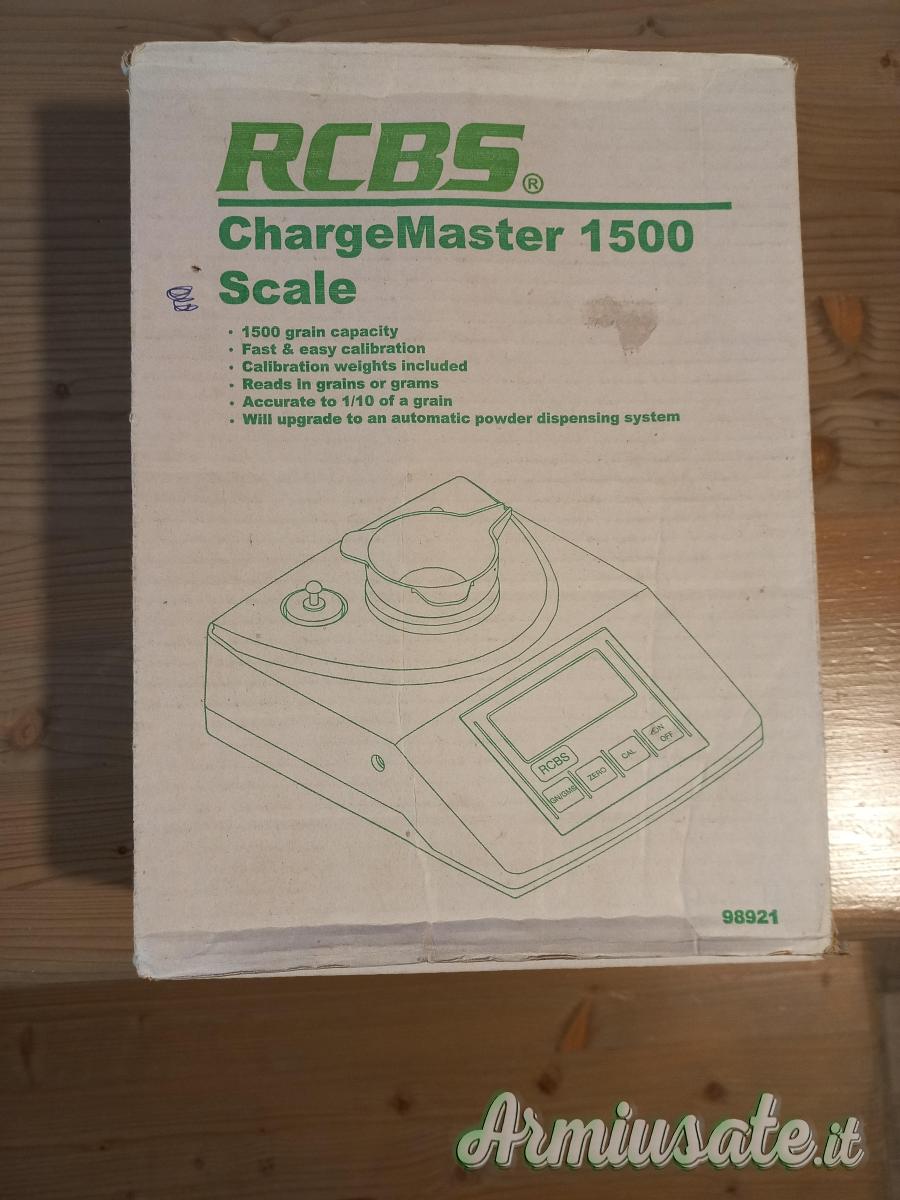 RCBS®
ChargeMaster 1500
Scale
• 1500 grain capacity
• Fast & easy calibration
• Calibration weights included
• Reads in grains or grams
• Accurate to 1/10 of a grain
• Will upgrade to an automatic powder dispensing system
RCBS
GN/GMS
ZERO
CAL
ON
OFF
98921
Armiusate.it